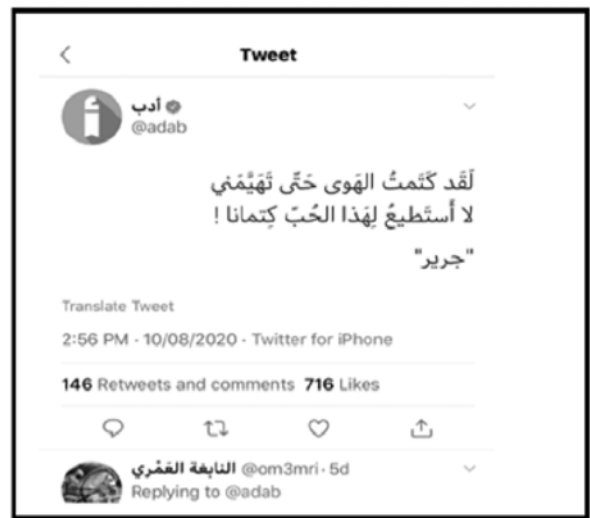 Tweet
أدب
@adab
لَقَد كَتَمتُ الهَوى حَتّى تَهَيَّمَني
لا أَستَطيعُ لِهَذا الحُبّ كِتمانا !
"جرير"
Translate Tweet
2:56 PM · 10/08/2020 · Twitter for iPhone
146 Retweets and comments 716 Likes
النابغة العَمْري @om3mri · 5d
Replying to @adab